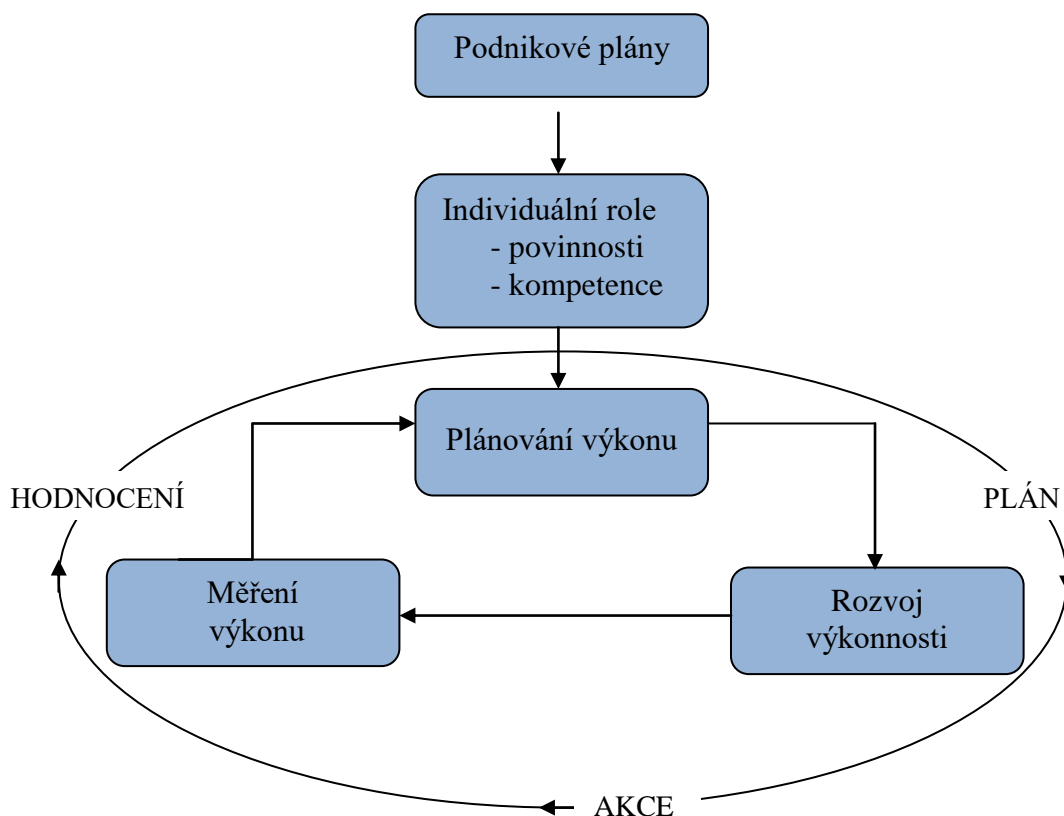 Podnikové plány
Individuální role
- povinnosti
- kompetence
Plánování výkonu
HODNOCENÍ
PLÁN
Měření
výkonu
Rozvoj
výkonnosti
AKCE